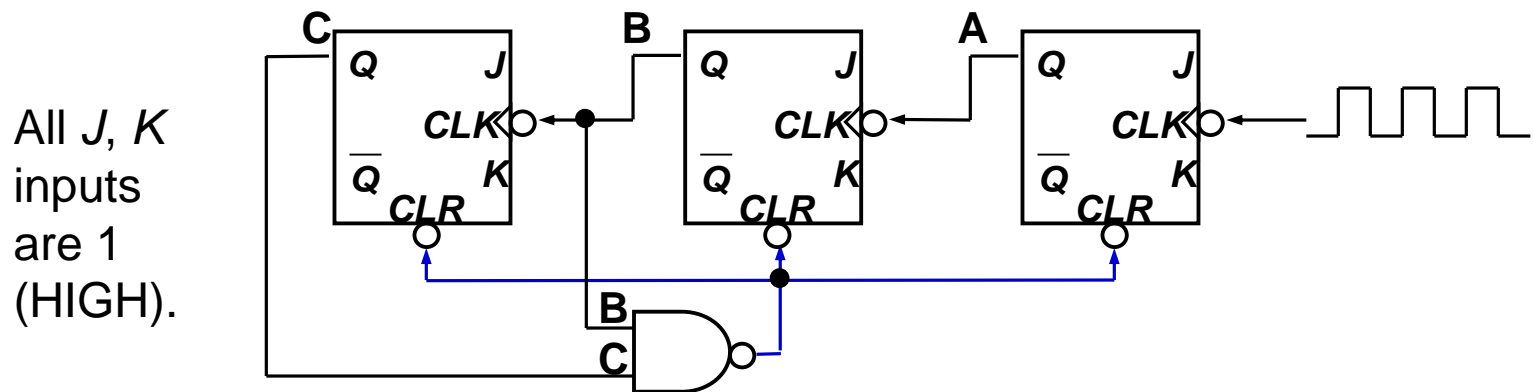 C
B
A
Q J
Q J
Q J
All J, K
inputs
are 1
(HIGH).
CLK
CLK
CLK
Q K
Q K
Q K
CLR
CLR
CLR
B
C